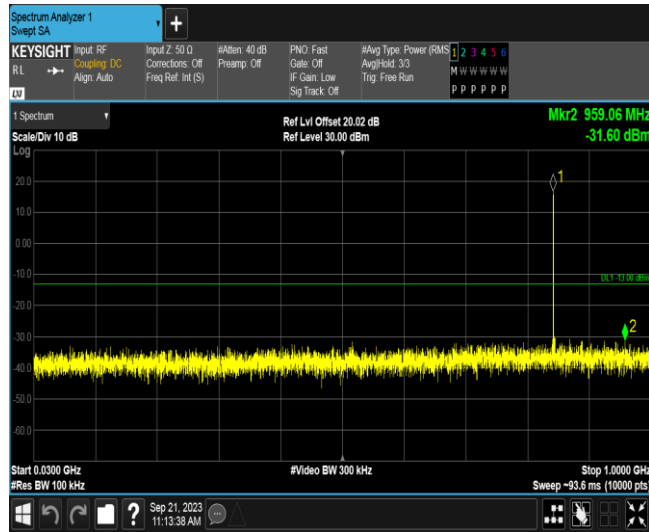 Spectrum Analyzer 1
Swept SA
+
KEYSIGHT
RL
LXI
Input: RF
Coupling: DC
Align: Auto
Input Z: 50 Ω
Corrections: Off
Freq Ref: Int (S)
#Atten: 40 dB
Preamp: Off
PNO: Fast
Gate: Off
IF Gain: Low
Sig Track: Off
#Avg Type: Power (RMS
Avg|Hold: 3/3
Trig: Free Run
1 2 3 4 5 6
M W W W W W
P P P P P P
1 Spectrum
Scale/Div 10 dB
Log
Ref Lvl Offset 20.02 dB
Ref Level 30.00 dBm
Mkr2 959.06 MHz
-31.60 dBm
20.0
10.0
0.00
-10.0
-20.0
-30.0
-40.0
-50.0
-60.0
1
DL1 -13.00 dBm
2
Start 0.0300 GHz
#Res BW 100 kHz
#Video BW 300 kHz
Stop 1.0000 GHz
Sweep ~93.6 ms (10000 pts)
?
Sep 21, 2023
11:13:38 AM